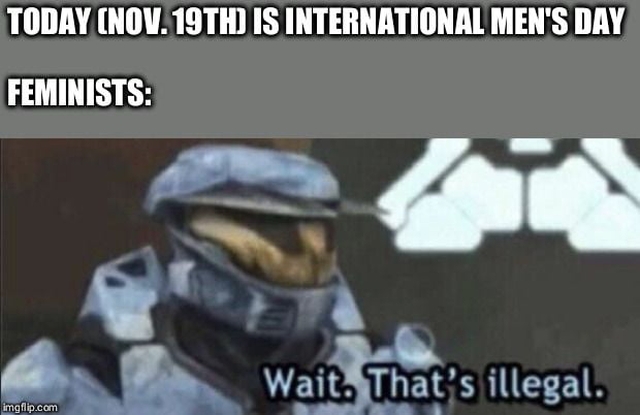 TODAY (NOV. 19TH) IS INTERNATIONAL MEN'S DAY
FEMINISTS:
Wait. That's illegal.
imgflip.com